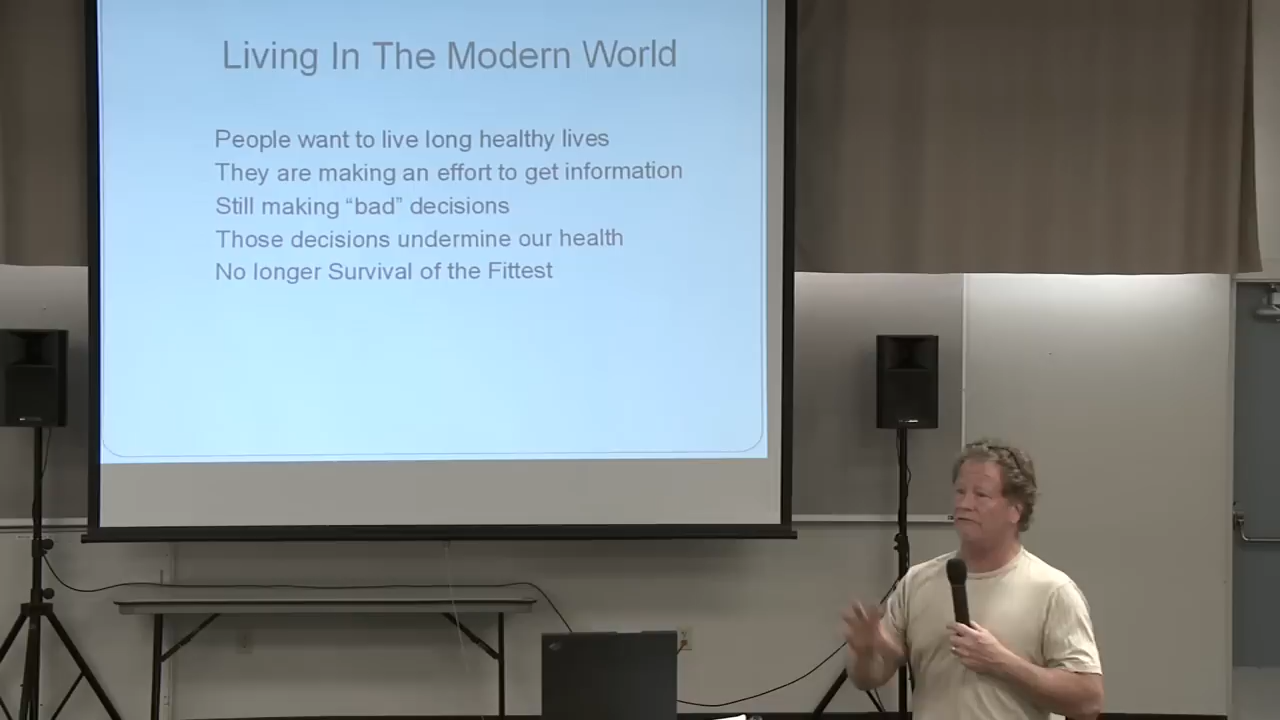 Living In The Modern World
People want to live long healthy lives
They are making an effort to get information
Still making “bad” decisions
Those decisions undermine our health
No longer Survival of the Fittest